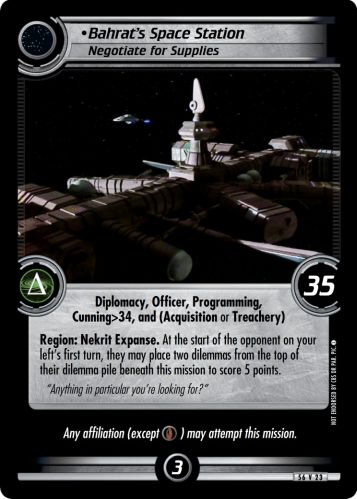 •Bahrat's Space Station
Negotiate for Supplies
35
Diplomacy, Officer, Programming,
Cunning>34, and (Acquisition or Treachery)
Region: Nekrit Expanse. At the start of the opponent on your
left's first turn, they may place two dilemmas from the top of
their dilemma pile beneath this mission to score 5 points.
"Anything in particular you're looking for?"
Any affiliation (except ) may attempt this mission.
3
56 V 23
NOT ENDORSED BY CBS OR PAR. PIC.